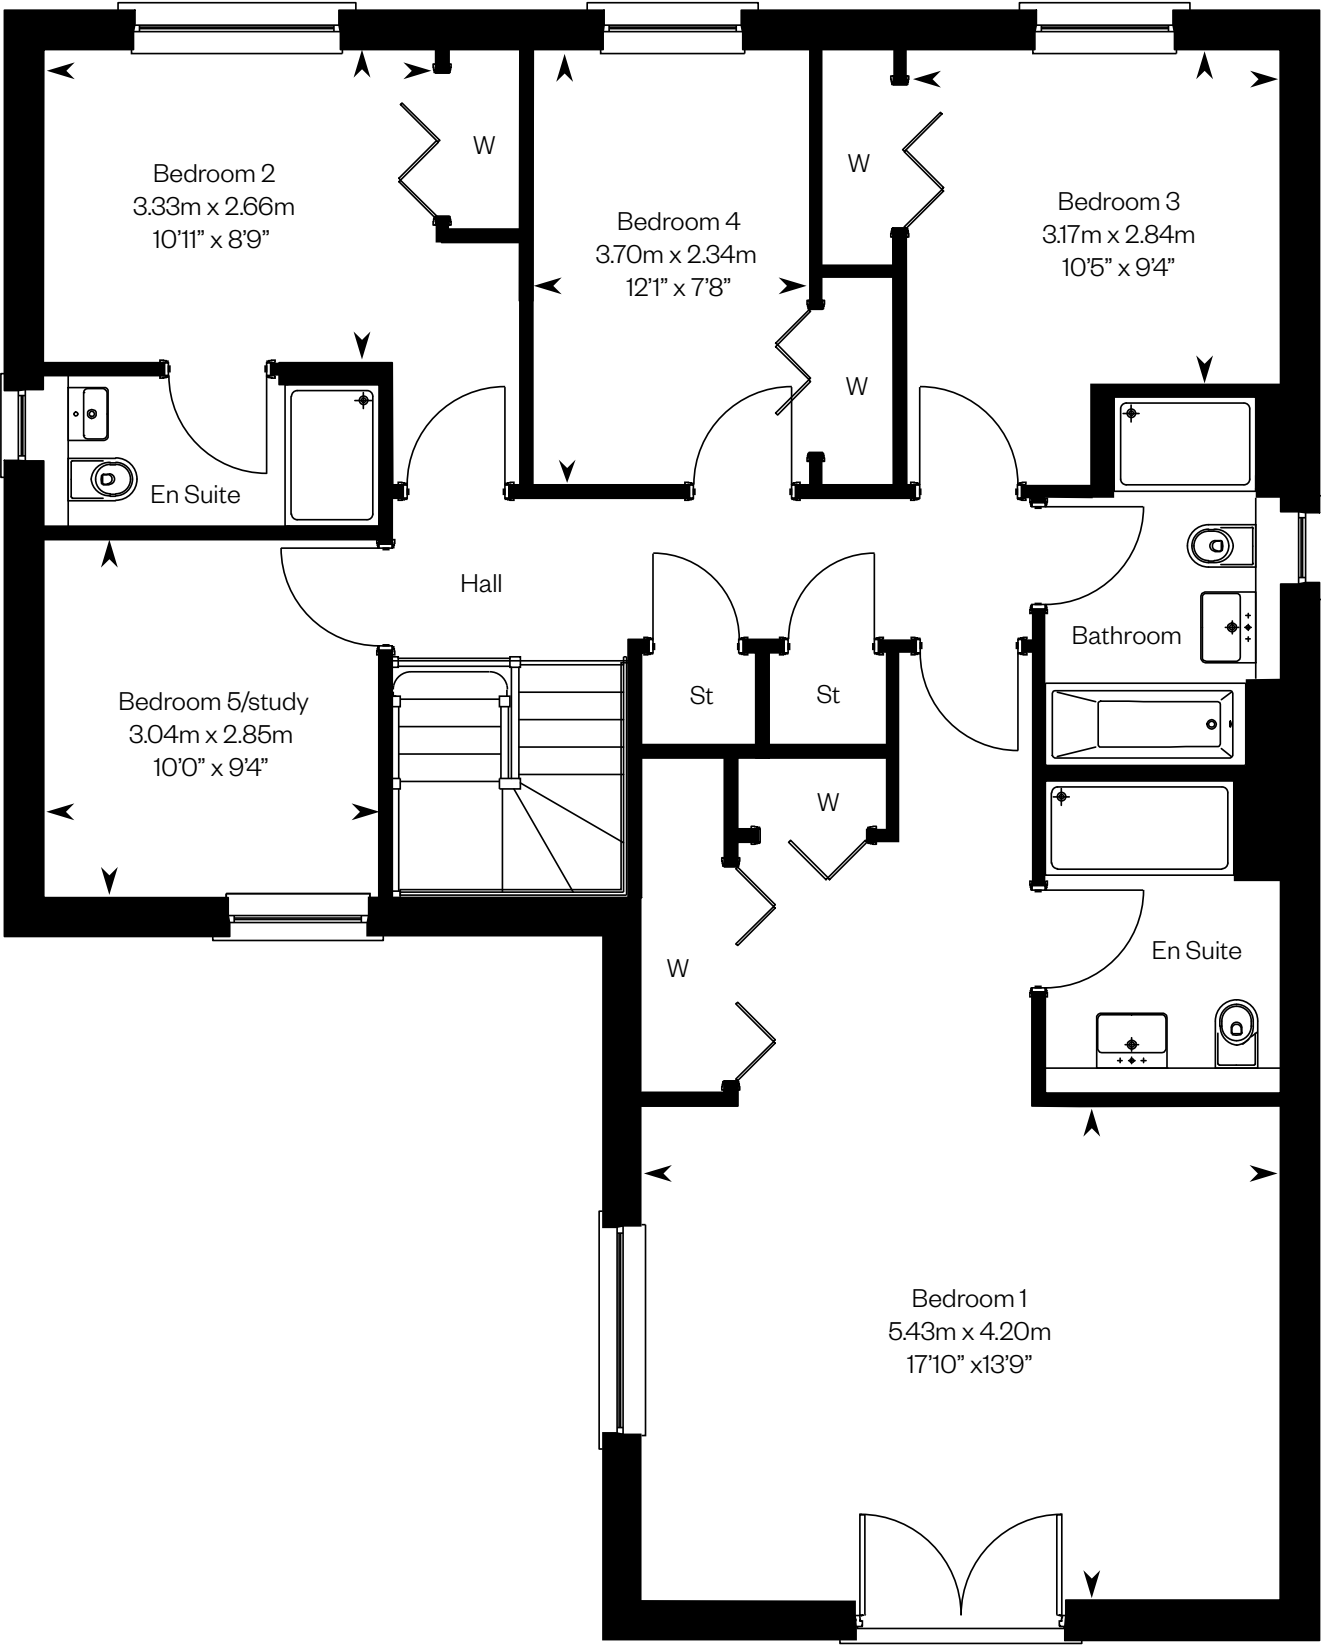 Bedroom 2
3.33m x 2.66m
10'11” x 8'9”
W
Bedroom 4
3.70m x 2.34m
12'1” x 7'8”
W
W
Bedroom 3
3.17m x 2.84m
10'5” x 9'4”
En Suite
Hall
Bathroom
Bedroom 5/study
3.04m x 2.85m
10'0” x 9'4”
St
St
W
W
En Suite
Bedroom 1
5.43m x 4.20m
17'10” x13'9”